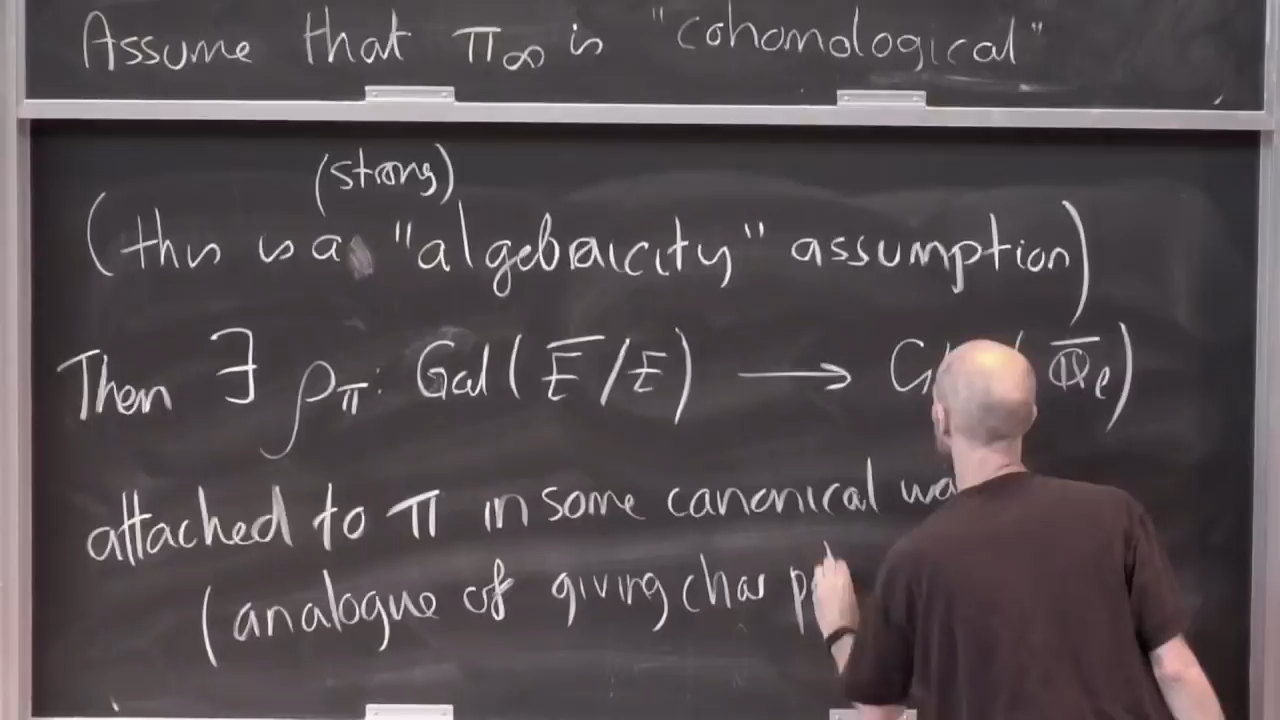 Assume that π∞ is "cohomological"
(strong)
(this is a "algebraicity" assumption)
Then ∃ ρ_π: Gal(E̅/E) ⟶ G ( Q̅_ℓ)
attached to π in some canonical
(analogue of giving char